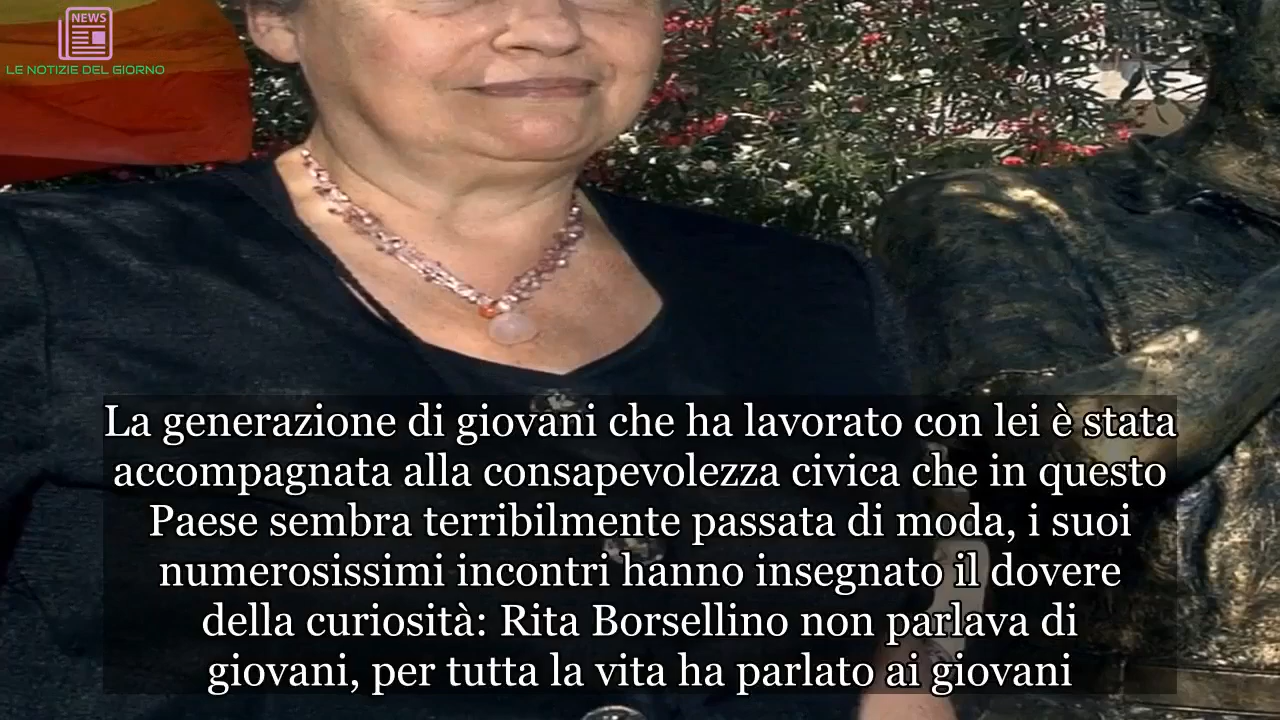 NEWS
LE NOTIZIE DEL GIORNO
La generazione di giovani che ha lavorato con lei è stata
accompagnata alla consapevolezza civica che in questo
Paese sembra terribilmente passata di moda, i suoi
numerosissimi incontri hanno insegnato il dovere
della curiosità: Rita Borsellino non parlava di
giovani, per tutta la vita ha parlato ai giovani